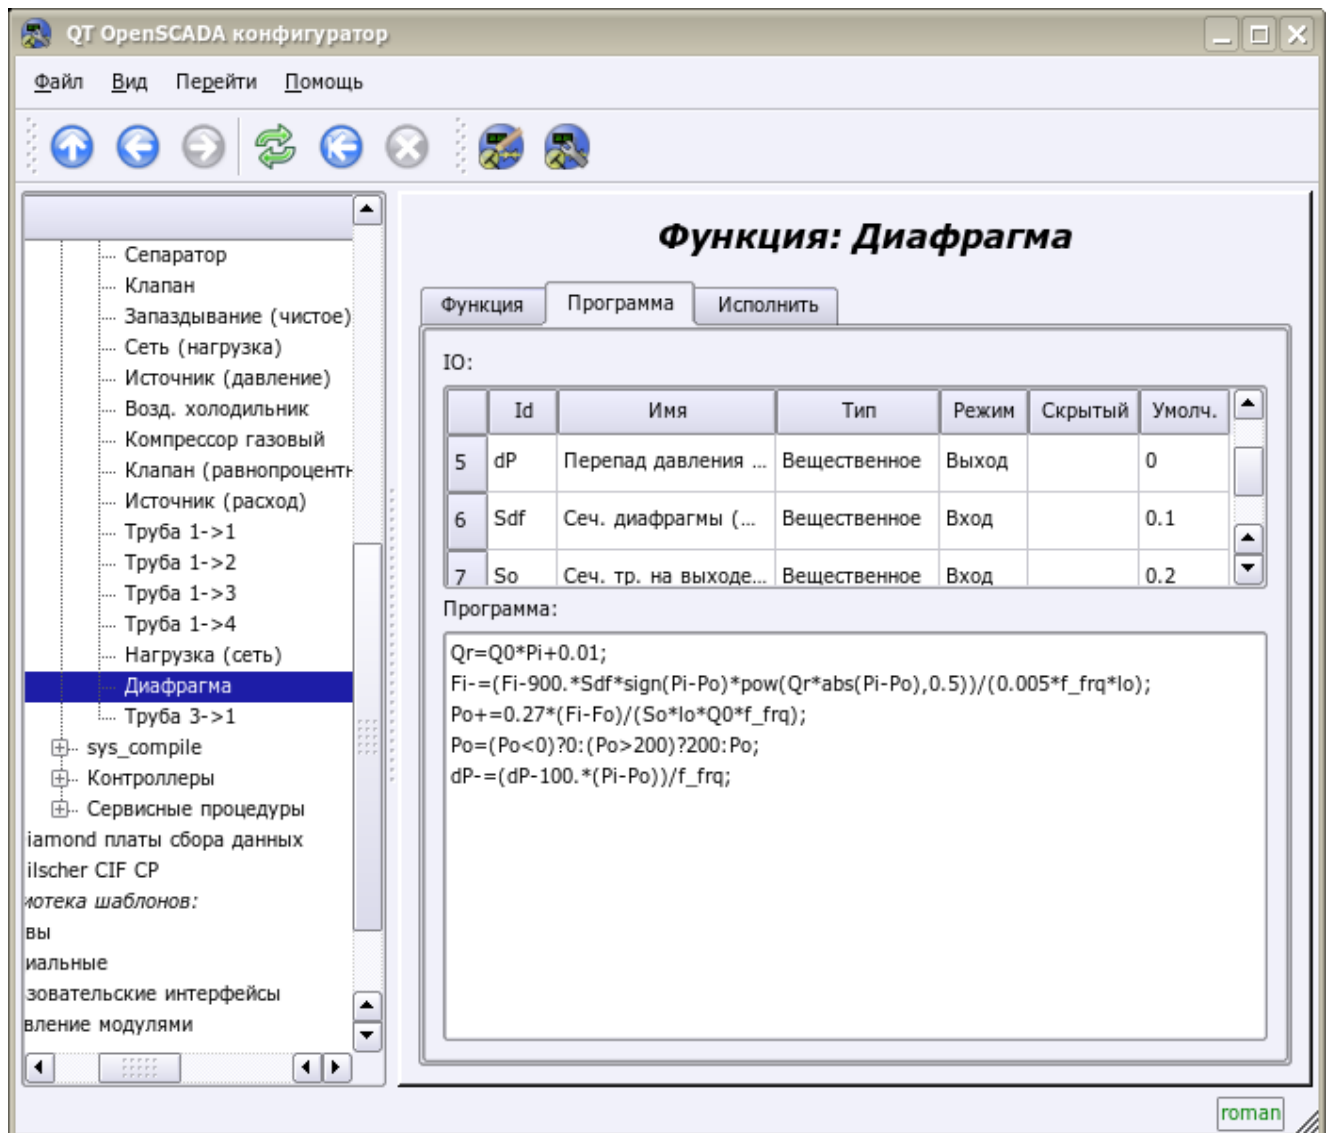 QT OpenSCADA конфигуратор
Файл Вид Перейти Помощь
Сепаратор
Клапан
Запаздывание (чистое)
Сеть (нагрузка)
Источник (давление)
Возд. холодильник
Компрессор газовый
Клапан (равнопроцентн
Источник (расход)
Труба 1->1
Труба 1->2
Труба 1->3
Труба 1->4
Нагрузка (сеть)
Диафрагма
Труба 3->1
sys_compile
Контроллеры
Сервисные процедуры
iamond платы сбора данных
ilscher CIF CP
иотека шаблонов:
вы
иальные
зовательские интерфейсы
вление модулями
Функция: Диафрагма
Функция Программа Исполнить
IO:
Id Имя Тип Режим Скрытый Умолч.
5 dP Перепад давления ... Вещественное Выход 0
6 Sdf Сеч. диафрагмы (... Вещественное Вход 0.1
7 So Сеч. тр. на выходе... Вещественное Вход 0.2
Программа:
Qr=Q0*Pi+0.01;
Fi-=(Fi-900.*Sdf*sign(Pi-Po)*pow(Qr*abs(Pi-Po),0.5))/(0.005*f_frq*lo);
Po+=0.27*(Fi-Fo)/(So*lo*Q0*f_frq);
Po=(Po<0)?0:(Po>200)?200:Po;
dP-=(dP-100.*(Pi-Po))/f_frq;
roman